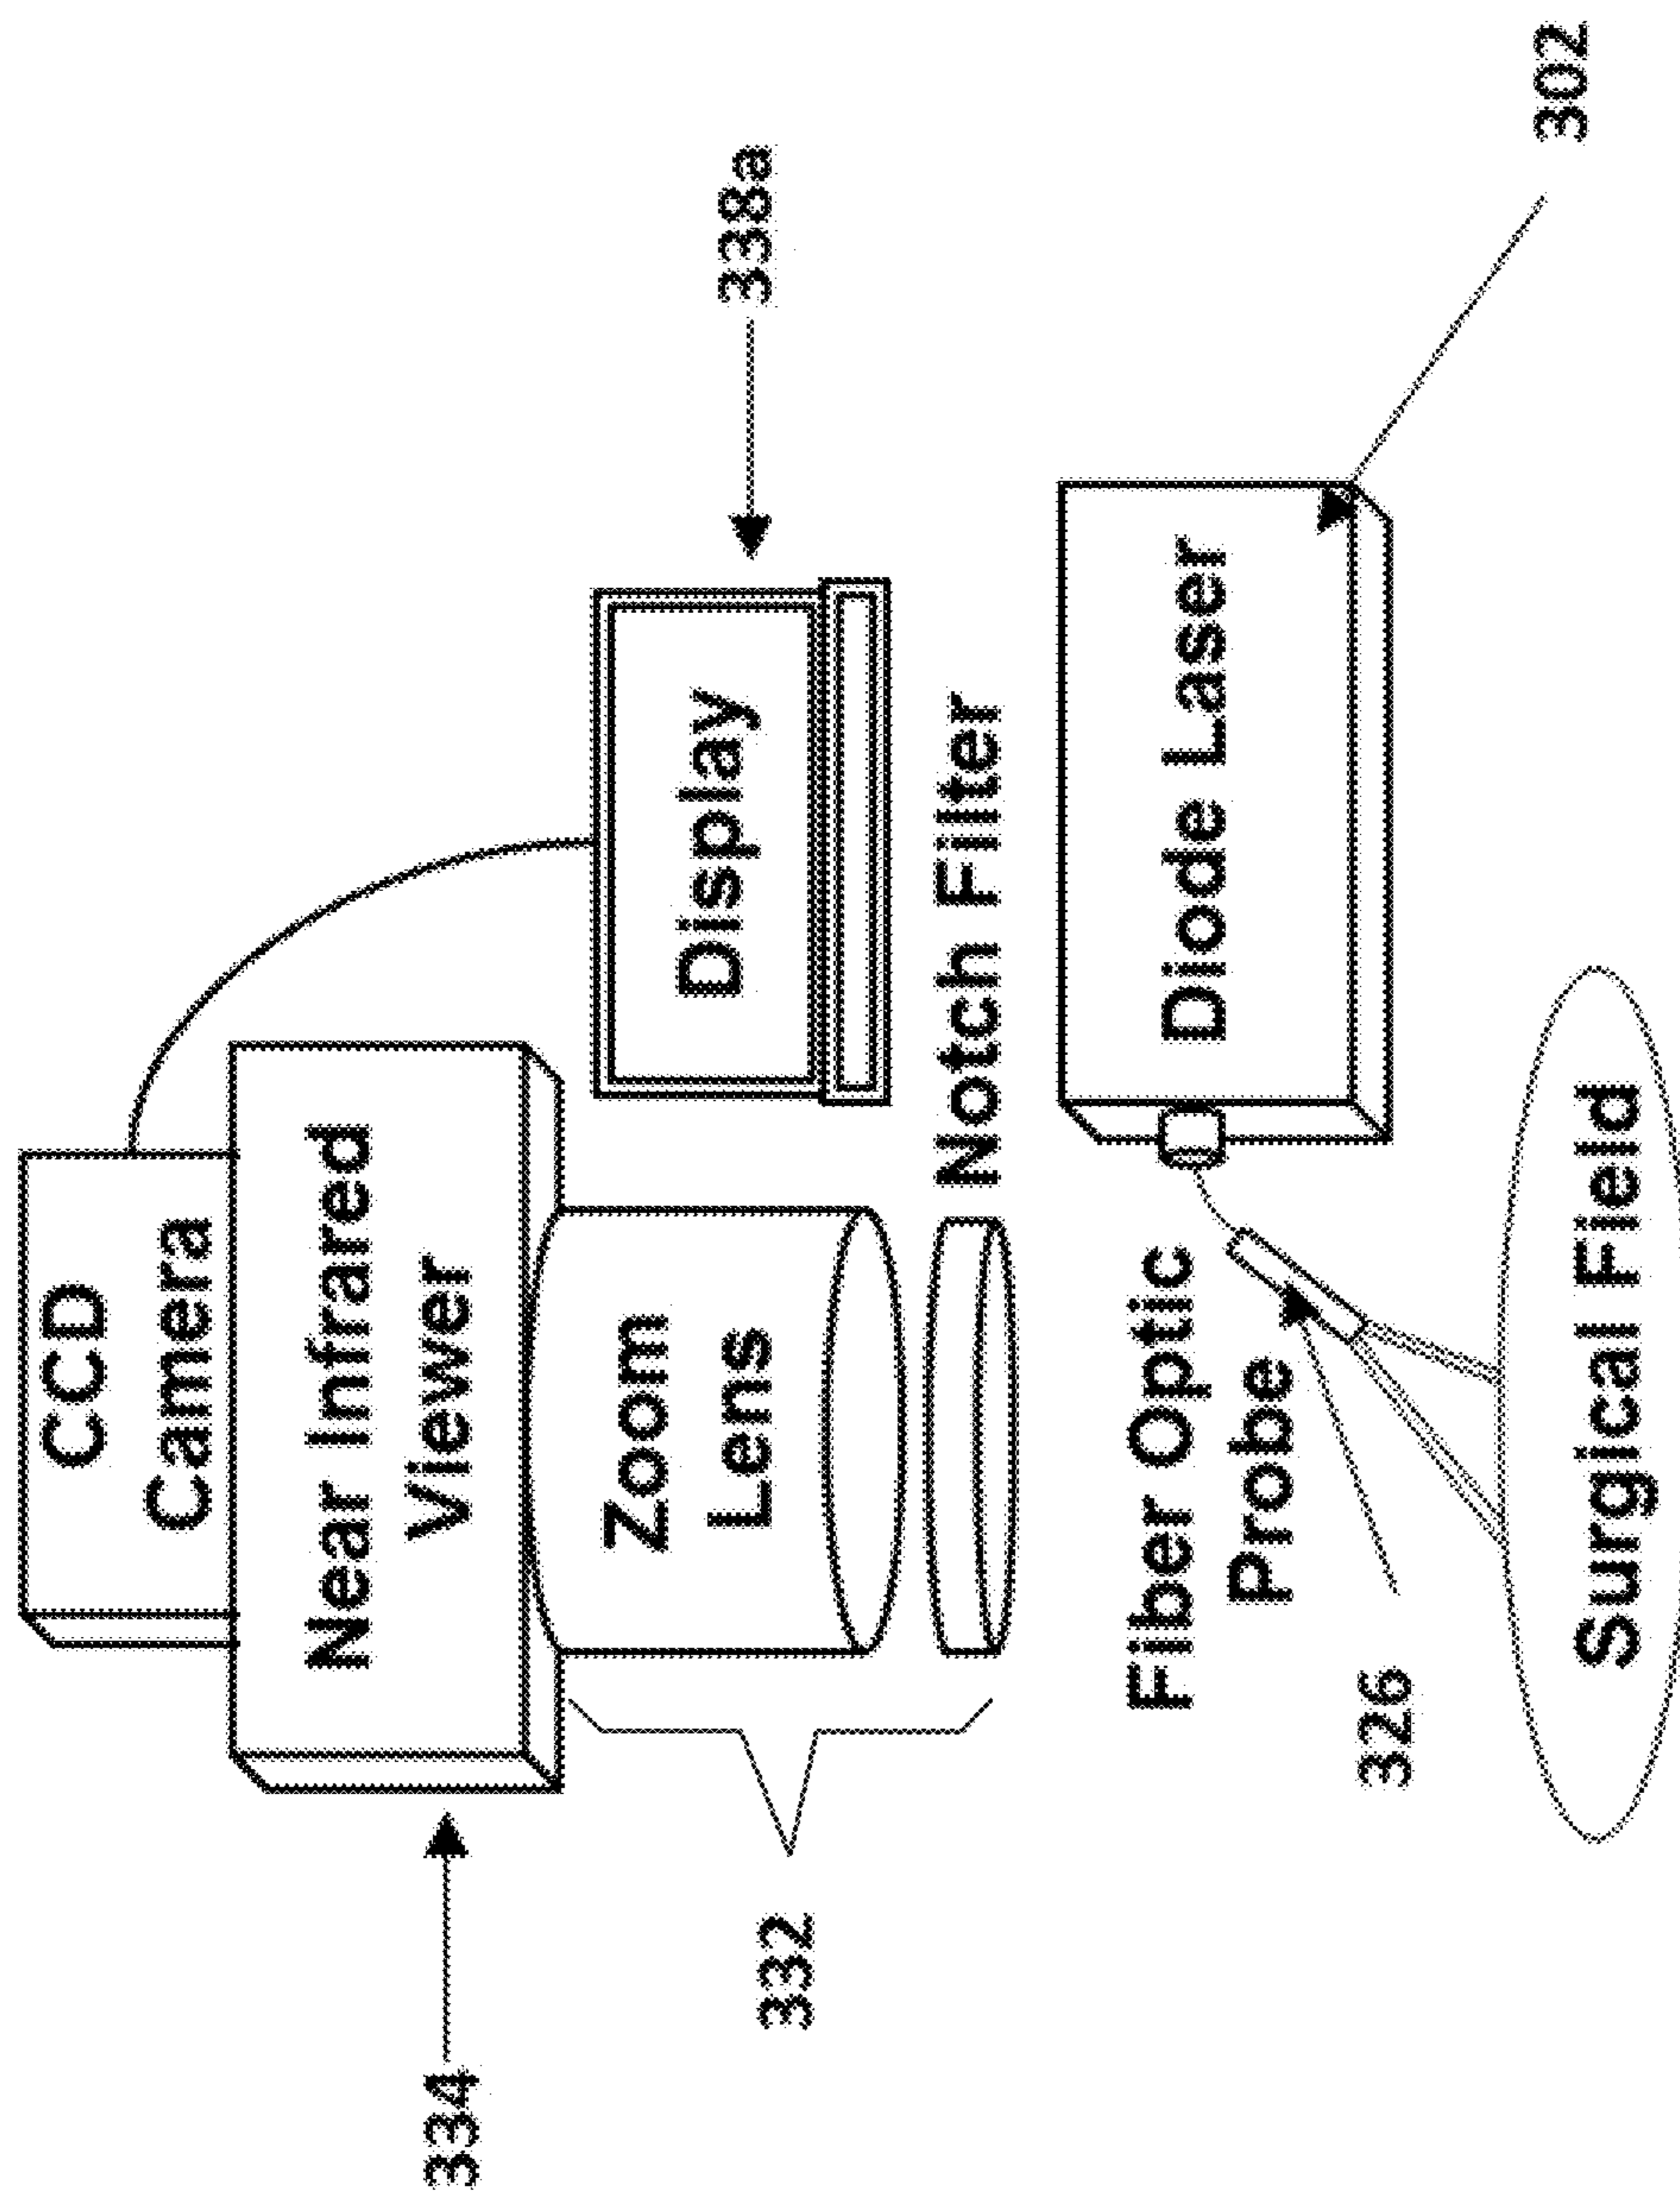 CCD
Camera
334
Near Infrared
Viewer
332
Zoom
Lens
Display
338a
Notch Filter
Fiber Optic
Probe
Diode Laser
326
302
Surgical Field